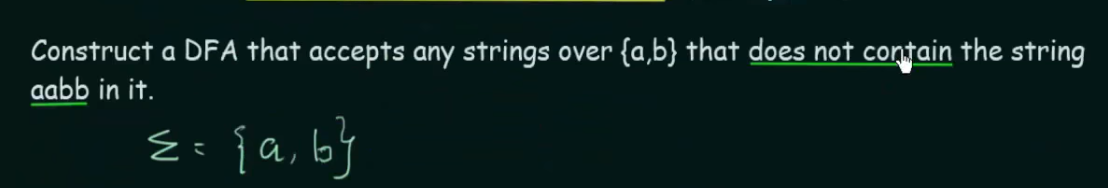 Construct a DFA that accepts any strings over {a,b} that does not contain the string
aabb in it.
Σ = {a, b}